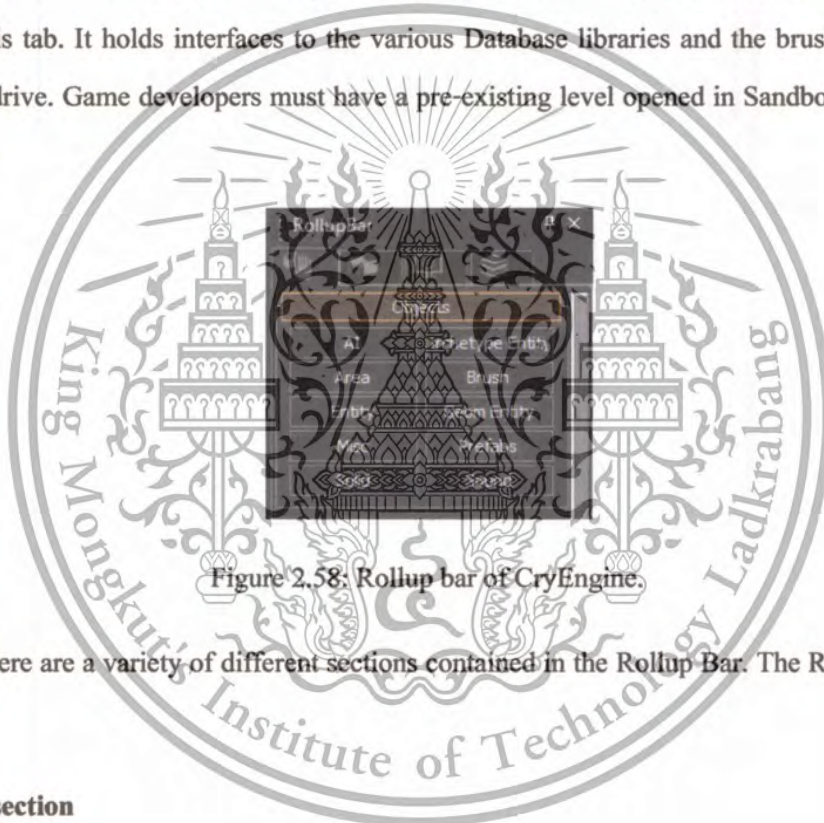 is tab. It holds interfaces to the various Database libraries and the brus
drive. Game developers must have a pre-existing level opened in Sandbo
RollupBar
Objects
AI Archetype Entity
Area Brush
Entity Geom Entity
Misc Prefabs
Solid Sound
King Mongkut's Institute of Technology Ladkrabang
Figure 2.58: Rollup bar of CryEngine.
ere are a variety of different sections contained in the Rollup Bar. The R
section